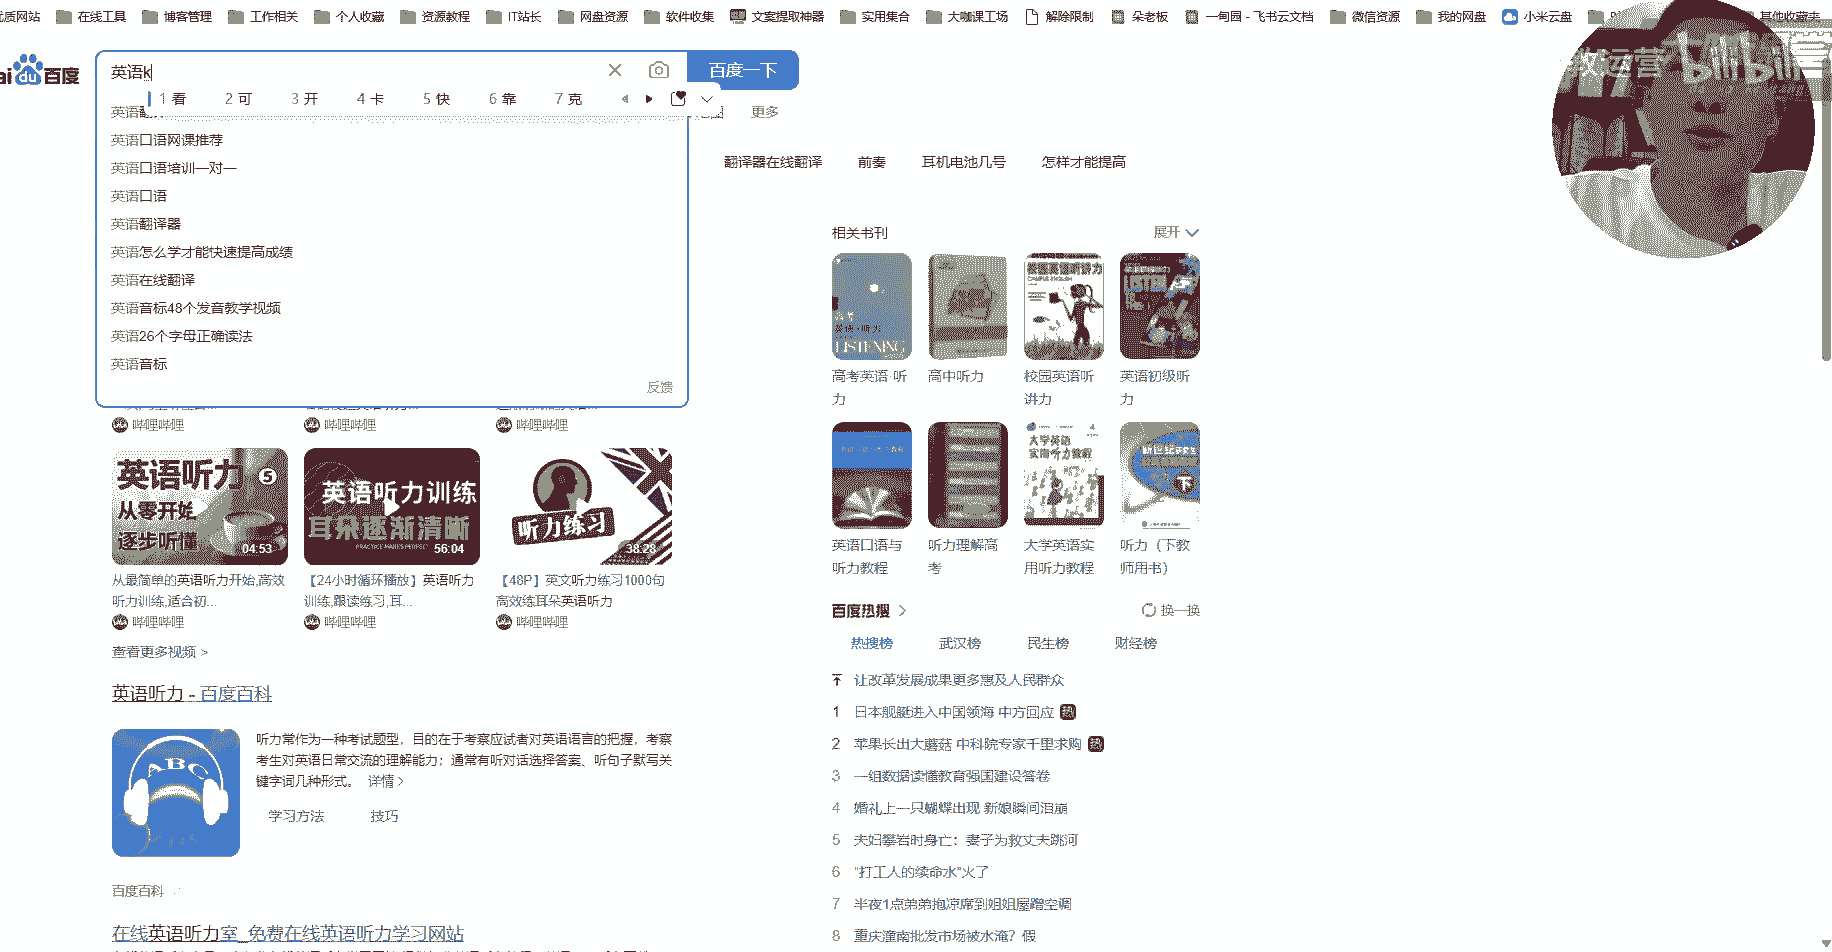 优质网站 在线工具 博客管理 工作相关 个人收藏 资源教程 IT站长 网盘资源 软件收集 文案提取神器 实用集合 大咖课工场 解除限制 朵老板 一甸园 - 飞书云文档 微信资源 我的网盘 小米云盘 其他收藏夹
教运营 bilibili
du百度
英语k
百度一下
1 看 2 可 3 开 4 卡 5 快 6 靠 7 克
更多
英语口语网课推荐
英语口语培训一对一
英语口语
英语翻译器
英语怎么学才能快速提高成绩
英语在线翻译
英语音标48个发音教学视频
英语26个字母正确读法
英语音标
反馈
翻译器在线翻译 前奏 耳机电池几号 怎样才能提高
哔哩哔哩 哔哩哔哩 哔哩哔哩
英语听力 5
从零开始
逐步听懂
04:53
英语听力训练
耳朵逐渐清晰
PRACTICE MAKES PERFECT
56:04
听力练习
38:28
从最简单的英语听力开始,高效
听力训练,适合初...
【24小时循环播放】英语听力
训练,跟读练习,耳...
【48P】英文听力练习1000句
高效练耳朵英语听力
哔哩哔哩 哔哩哔哩 哔哩哔哩
查看更多视频 >
英语听力 - 百度百科
ABC
听力常作为一种考试题型，目的在于考察应试者对英语语言的把握，考察
考生对英语日常交流的理解能力；通常有听对话选择答案、听句子默写关
键字词几种形式。 详情 >
学习方法 技巧
百度百科
在线英语听力室_免费在线英语听力学习网站
相关书刊
展开
LISTENING
校园英语听讲力
大学英语
实用听力教程
下
高考英语·听
力
高中听力
校园英语听
讲力
英语初级听
力
英语口语与
听力教程
听力理解高
考
大学英语实
用听力教程
听力（下教
师用书）
百度热搜 >
换一换
热搜榜 武汉榜 民生榜 财经榜
让改革发展成果更多惠及人民群众
1 日本舰艇进入中国领海 中方回应 热
2 苹果长出大蘑菇 中科院专家千里求购 热
3 一组数据读懂教育强国建设答卷
4 婚礼上一只蝴蝶出现 新娘瞬间泪崩
5 夫妇攀岩时身亡：妻子为救丈夫跳河
6 “打工人的续命水”火了
7 半夜1点弟弟抱凉席到姐姐屋蹭空调
8 重庆潼南批发市场被水淹？假